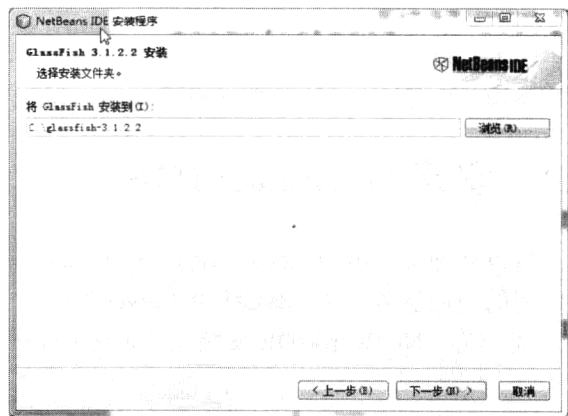 NetBeans IDE 安装程序
GlassFish 3.1.2.2 安装
选择安装文件夹。
NetBeans IDE
将 GlassFish 安装到(I):
C:\glassfish-3.1.2.2
浏览(R)...
<上一步(B)
下一步(N) >
取消